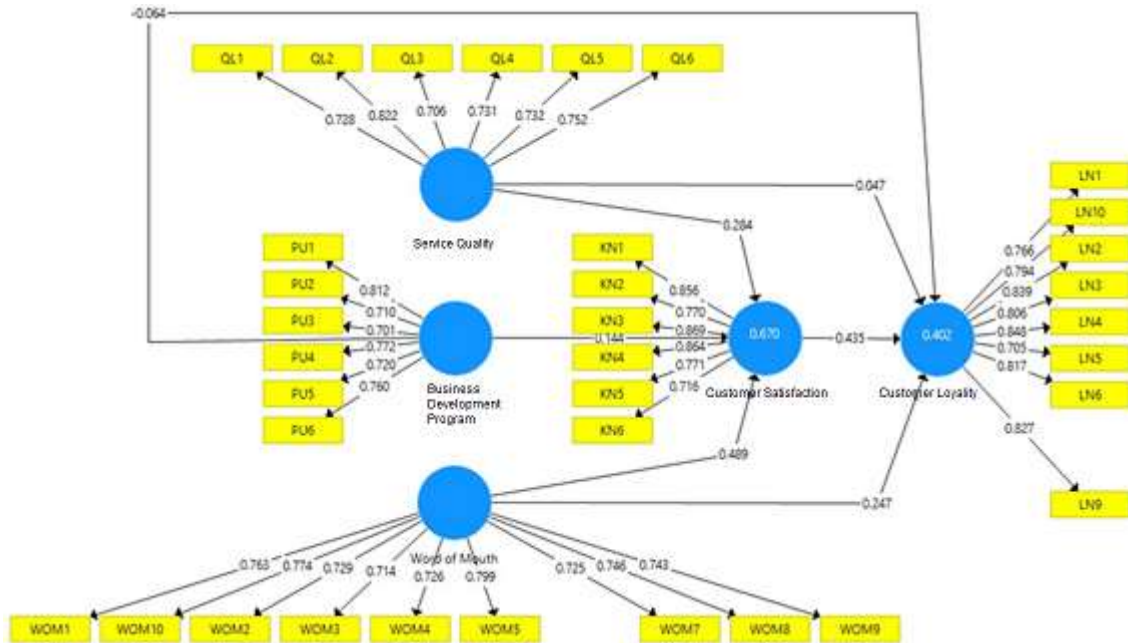 -0.064
QL1 QL2 QL3 QL4 QL5 QL6
0.728 0.822 0.706 0.731 0.732 0.752
Service Quality
0.047
0.284
PU1
PU2
PU3
PU4
PU5
PU6
0.812
0.710
0.701
0.772
0.720
0.760
Business
Development
Program
0.144
KN1
KN2
KN3
KN4
KN5
KN6
0.856
0.770
0.869
0.864
0.771
0.716
0.670
Customer Satisfaction
0.435
0.402
Customer Loyality
0.766
0.794
0.839
0.806
0.848
0.705
0.817
0.827
LN1
LN10
LN2
LN3
LN4
LN5
LN6
LN9
0.489
0.247
Word of Mouth
0.763 0.774 0.729 0.714 0.726 0.799 0.725 0.746 0.743
WOM1 WOM10 WOM2 WOM3 WOM4 WOM5 WOM7 WOM8 WOM9